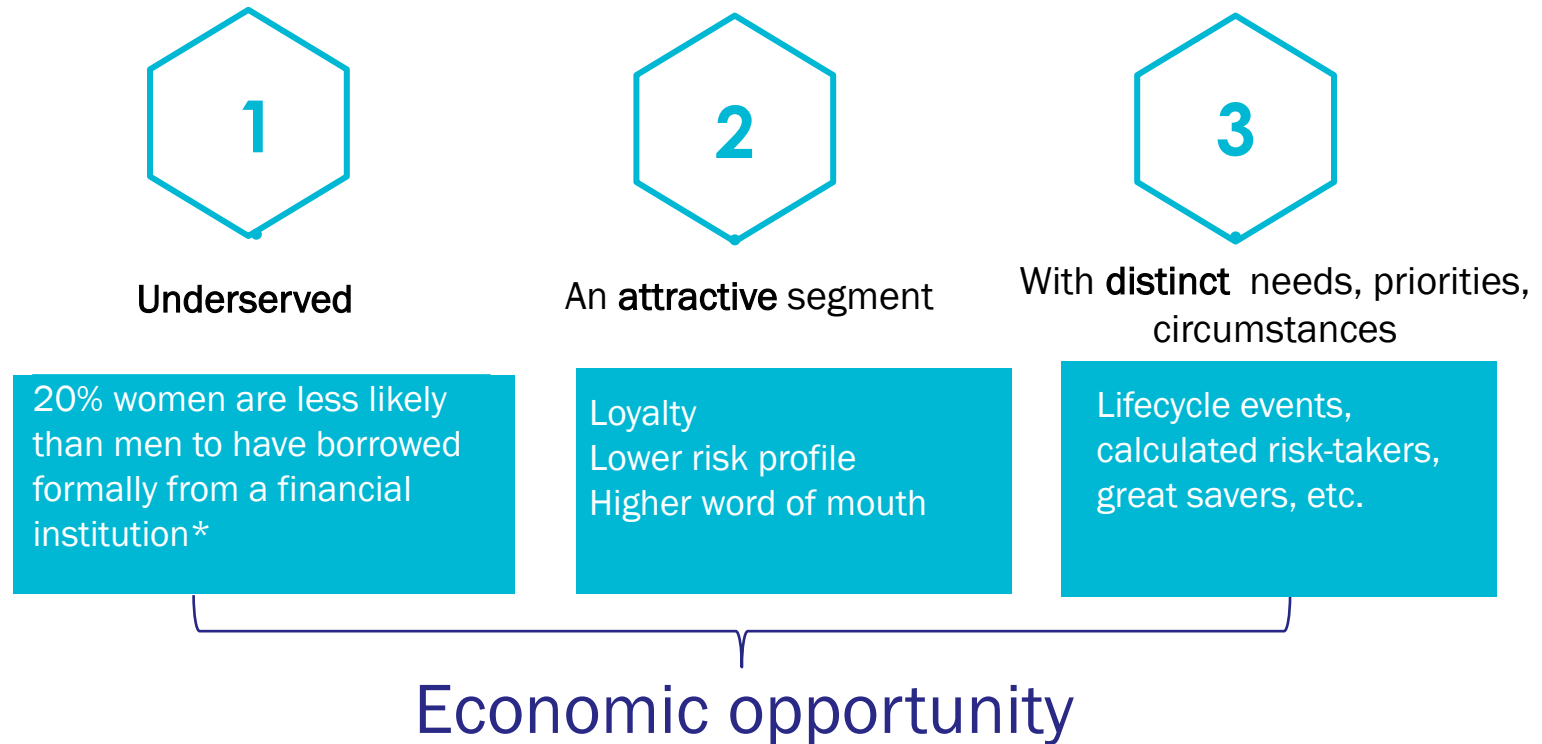 1
Underserved
20% women are less likely
than men to have borrowed
formally from a financial
institution*
2
An attractive segment
Loyalty
Lower risk profile
Higher word of mouth
3
With distinct needs, priorities,
circumstances
Lifecycle events,
calculated risk-takers,
great savers, etc.
Economic opportunity